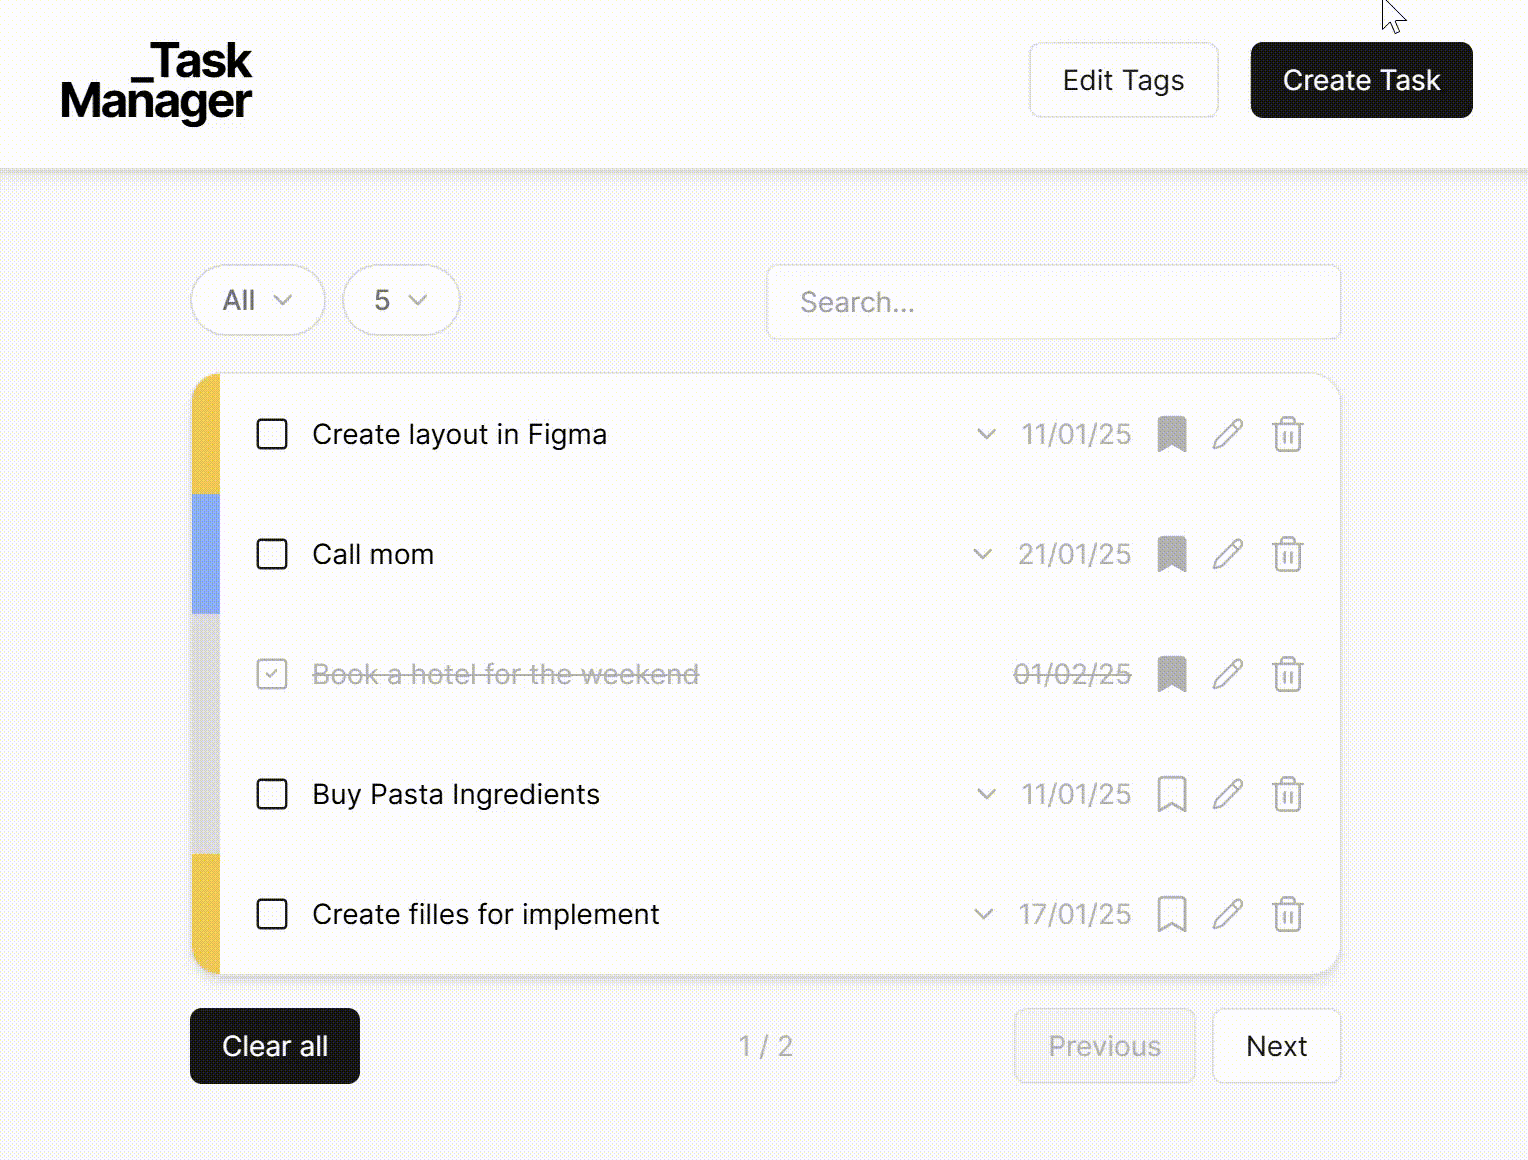 _Task
Manager
Edit Tags
Create Task
All
5
Search...
Create layout in Figma
11/01/25
Call mom
21/01/25
Book a hotel for the weekend
01/02/25
Buy Pasta Ingredients
11/01/25
Create filles for implement
17/01/25
Clear all
1 / 2
Previous
Next